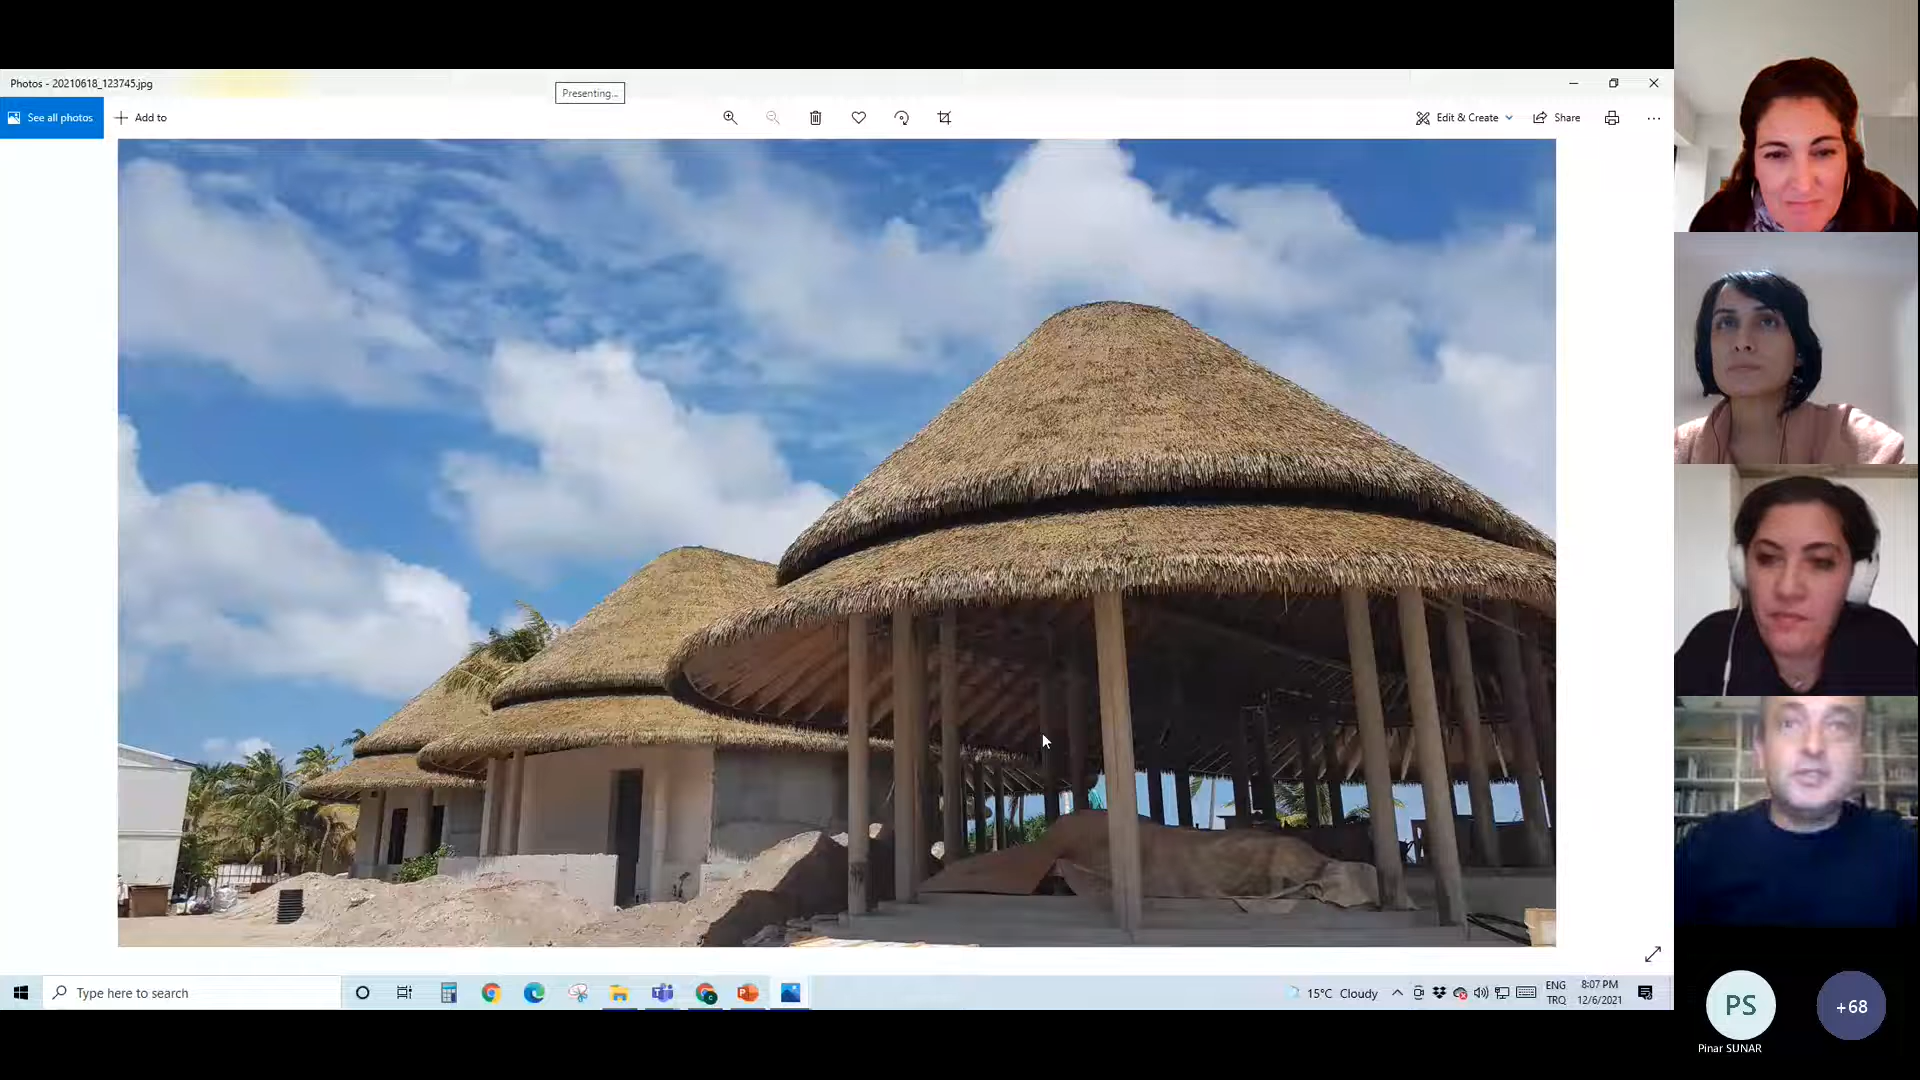 Photos - 20210618_123745.jpg
Presenting...
See all photos
Add to
Edit & Create
Share
Type here to search
15°C Cloudy
ENG
TRQ
8:07 PM
12/6/2021
PS
Pinar SUNAR
+68